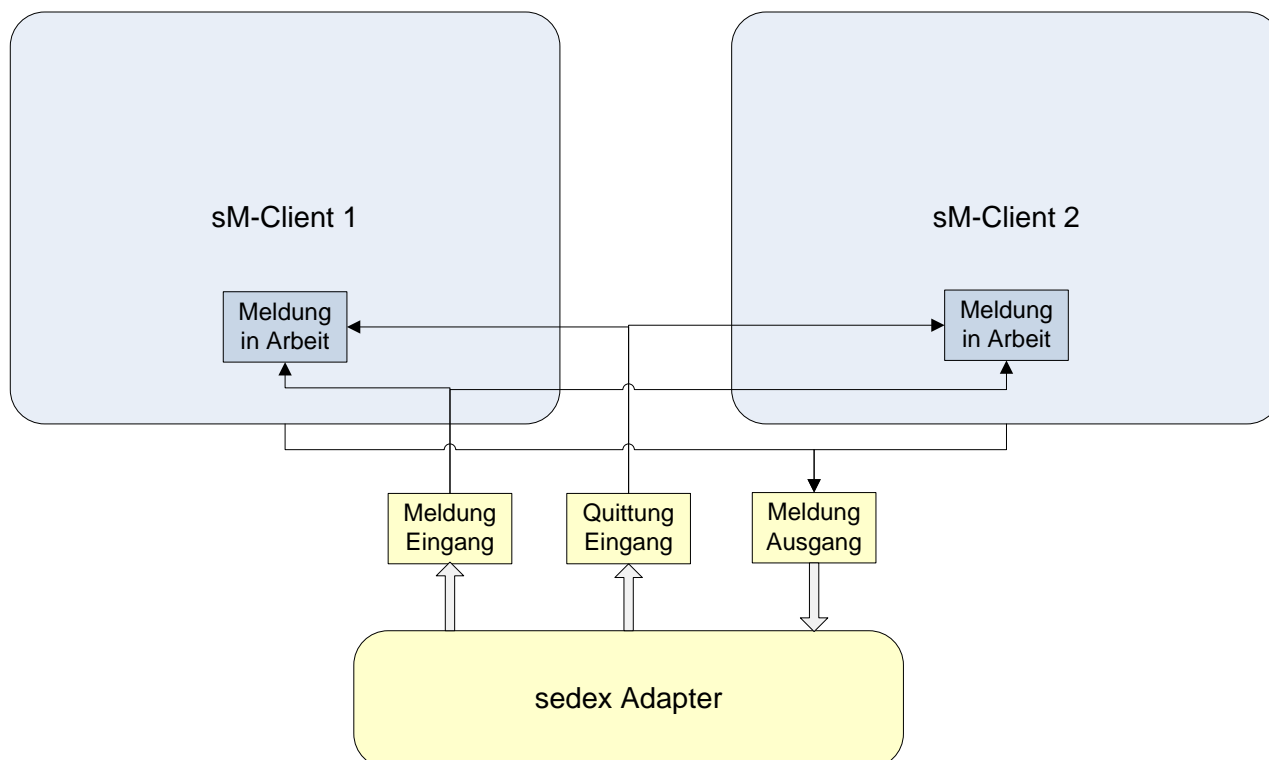 sM-Client 1
sM-Client 2
Meldung
in Arbeit
Meldung
in Arbeit
Meldung
Eingang
Quittung
Eingang
Meldung
Ausgang
sedex Adapter